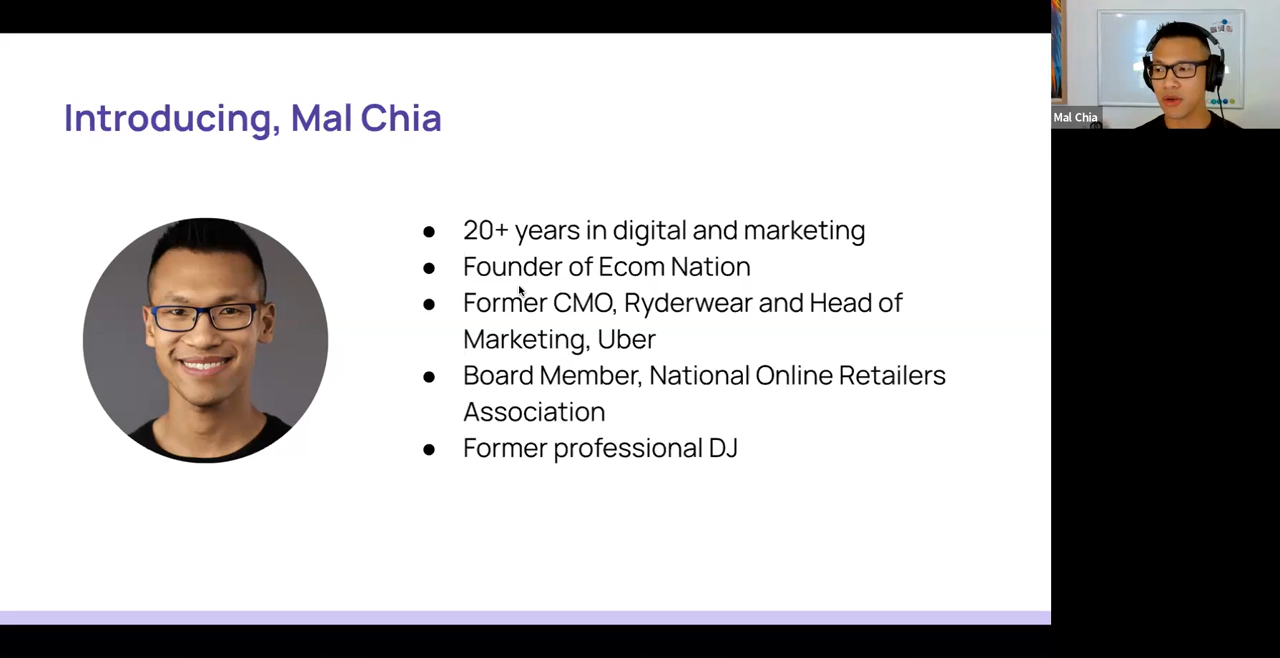 Introducing, Mal Chia
20+ years in digital and marketing
Founder of Ecom Nation
Former CMO, Ryderwear and Head of
Marketing, Uber
Board Member, National Online Retailers
Association
Former professional DJ
Mal Chia